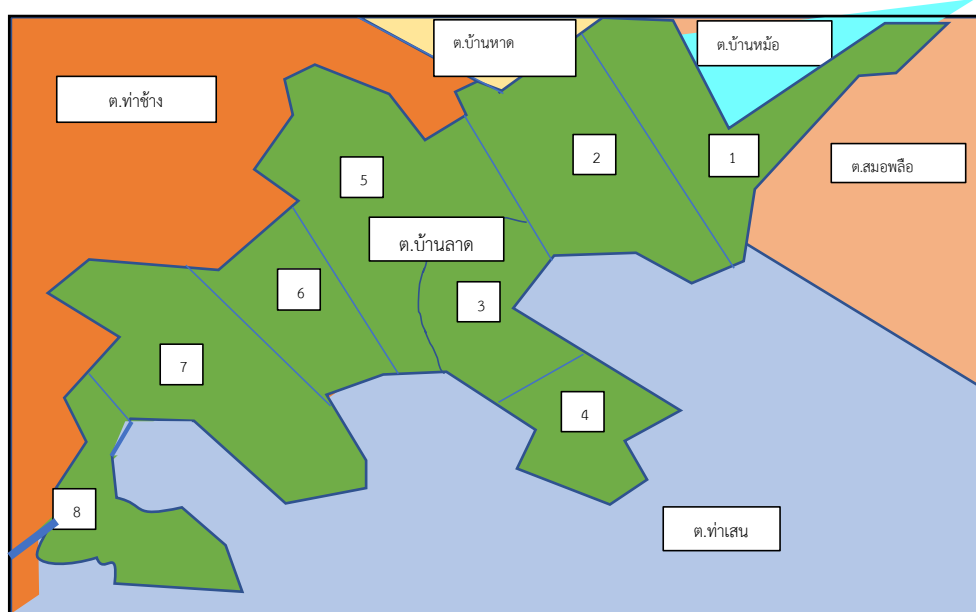 ต.บ้านหาด
ต.บ้านหม้อ
ต.ท่าช้าง
2
1
ต.สมอพลือ
5
ต.บ้านลาด
6
3
7
4
8
ต.ท่าเสน